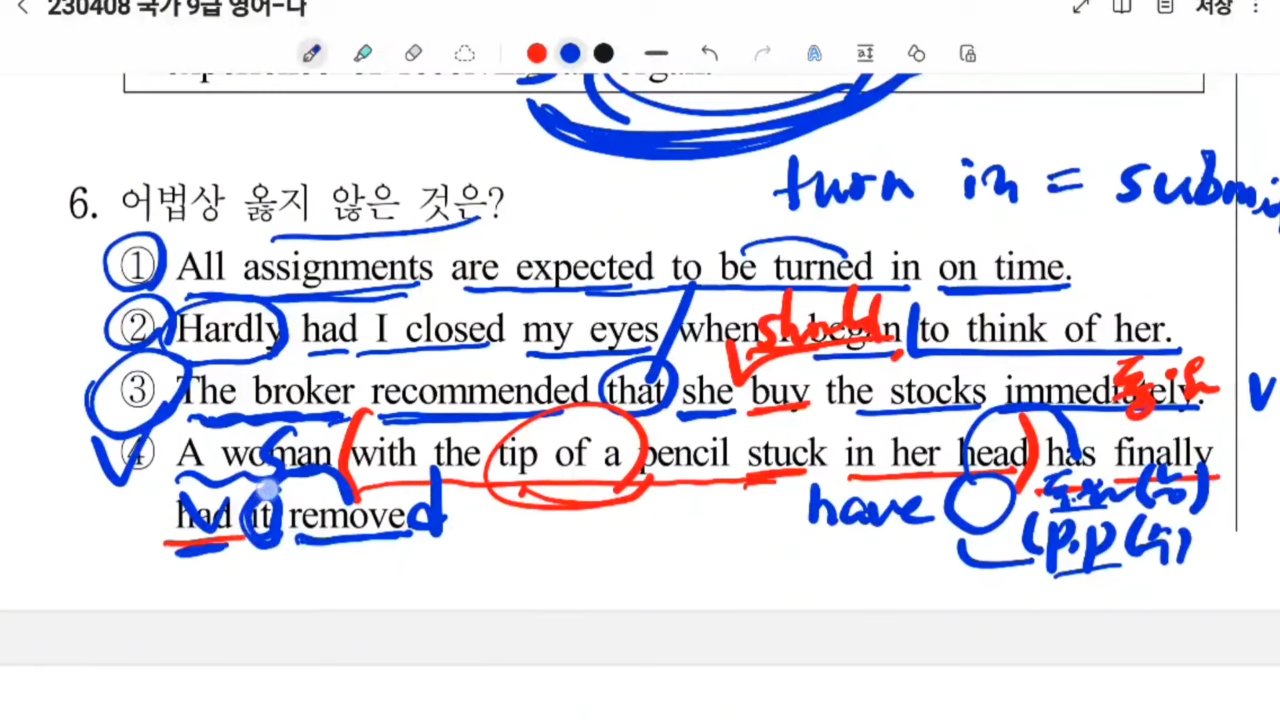 230408 국가 9급 영어-나
저장
turn in = submi
6. 어법상 옳지 않은 것은?
① All assignments are expected to be turned in on time.
② Hardly had I closed my eyes when I began to think of her.
should
③ The broker recommended that she buy the stocks immediately.
④ A woman with the tip of a pencil stuck in her head has finally
had it removed
have
(p.p(수)